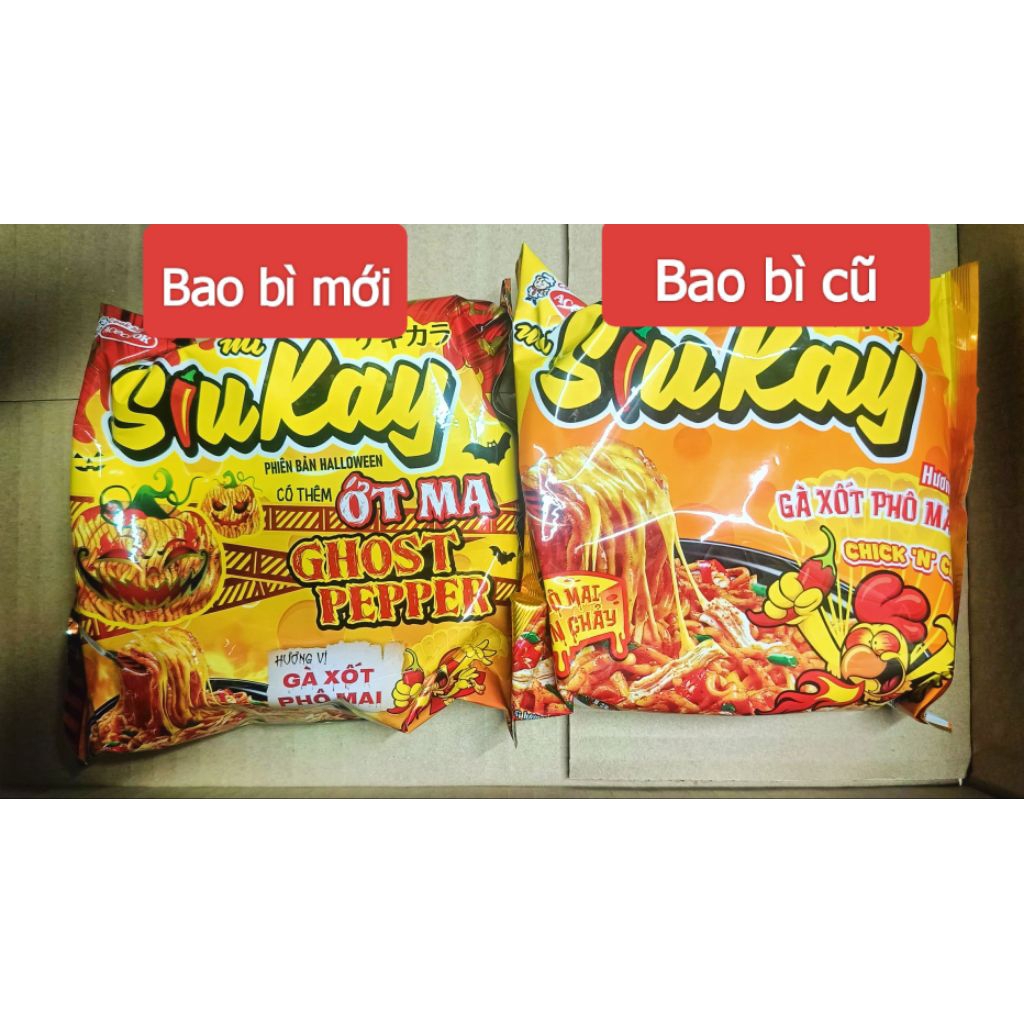 Bao bì mới
acecook
mì
ゲキカラ
SiuKay
PHIÊN BẢN HALLOWEEN
CÓ THÊM ỚT MA
GHOST
PEPPER
HƯƠNG VỊ
GÀ XỐT
PHÔ MAI
Bao bì cũ
SiuKay
GÀ XỐT PHÔ MA
CHICK 'N' C
MAI
CHẢY